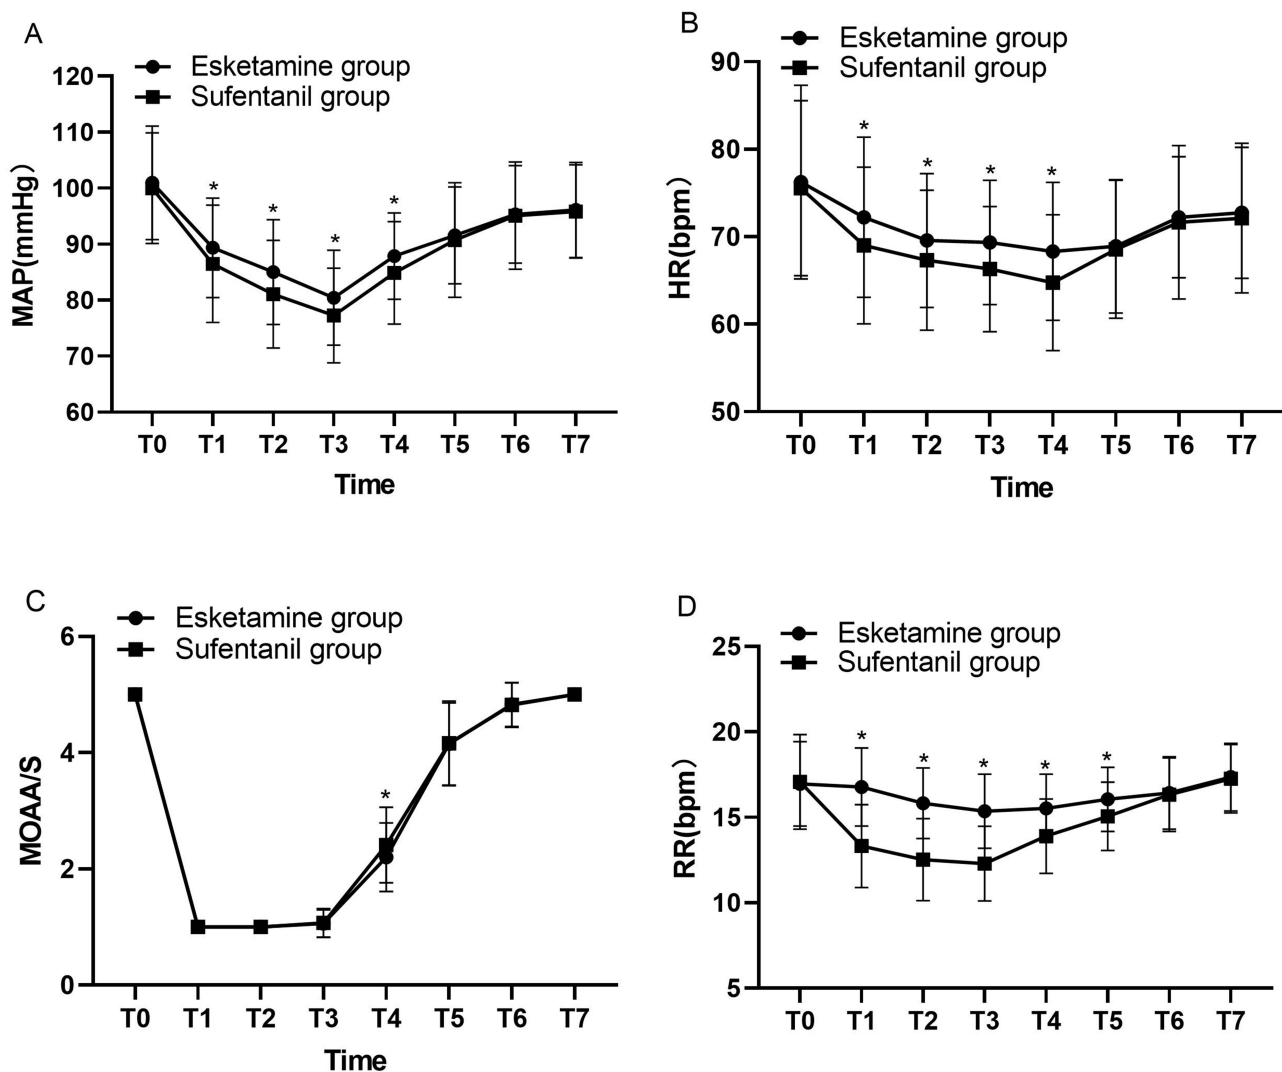 A
Esketamine group
Sufentanil group
120
110
100
90
80
70
60
MAP(mmHg)
* * * *
T0 T1 T2 T3 T4 T5 T6 T7
Time
B
Esketamine group
Sufentanil group
90
80
70
60
50
HR(bpm)
* * * *
T0 T1 T2 T3 T4 T5 T6 T7
Time
C
Esketamine group
Sufentanil group
6
4
2
0
MOAA/S
*
T0 T1 T2 T3 T4 T5 T6 T7
Time
D
Esketamine group
Sufentanil group
25
20
15
10
5
RR(bpm)
* * * * *
T0 T1 T2 T3 T4 T5 T6 T7